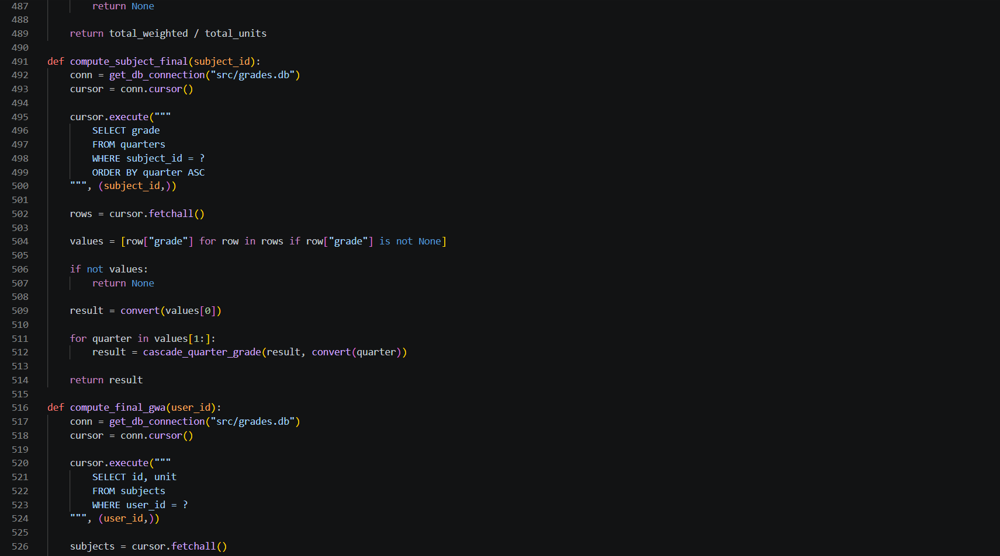 487            return None
488
489        return total_weighted / total_units
490
491    def compute_subject_final(subject_id):
492        conn = get_db_connection("src/grades.db")
493        cursor = conn.cursor()
494
495        cursor.execute("""
496            SELECT grade
497            FROM quarters
498            WHERE subject_id = ?
499            ORDER BY quarter ASC
500        """, (subject_id,))
501
502        rows = cursor.fetchall()
503
504        values = [row["grade"] for row in rows if row["grade"] is not None]
505
506        if not values:
507            return None
508
509        result = convert(values[0])
510
511        for quarter in values[1:]:
512            result = cascade_quarter_grade(result, convert(quarter))
513
514        return result
515
516    def compute_final_gwa(user_id):
517        conn = get_db_connection("src/grades.db")
518        cursor = conn.cursor()
519
520        cursor.execute("""
521            SELECT id, unit
522            FROM subjects
523            WHERE user_id = ?
524        """, (user_id,))
525
526        subjects = cursor.fetchall()